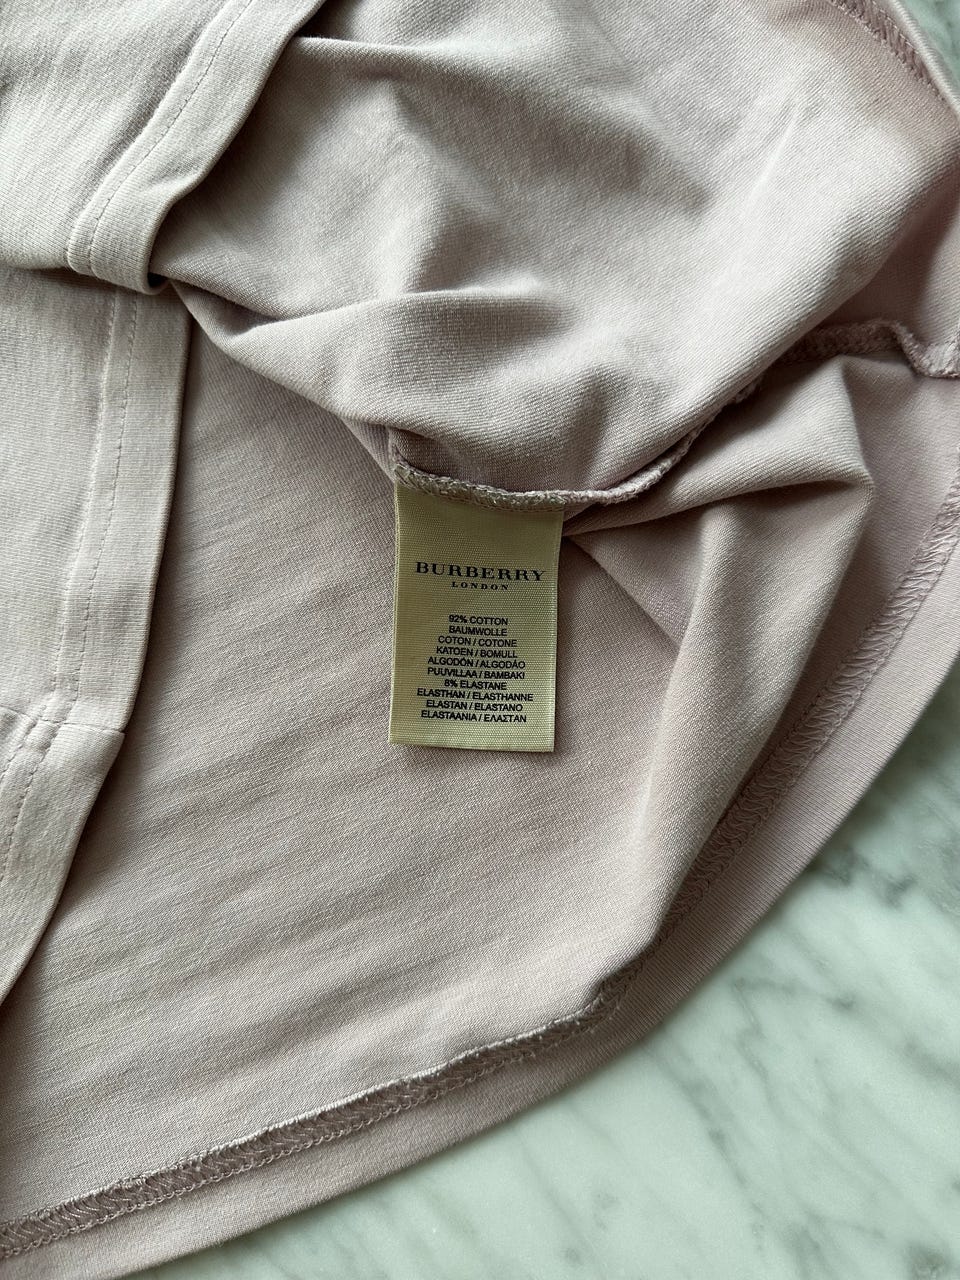 BURBERRY
LONDON
92% COTTON
BAUMWOLLE
COTON / COTONE
KATOEN / BOMULL
ALGODÓN / ALGODÃO
PUUVILLAA / BAMBAKI
8% ELASTANE
ELASTHAN / ELASTHANNE
ELASTAN / ELASTANO
ELASTAANIA / ΕΛΑΣΤΑΝ